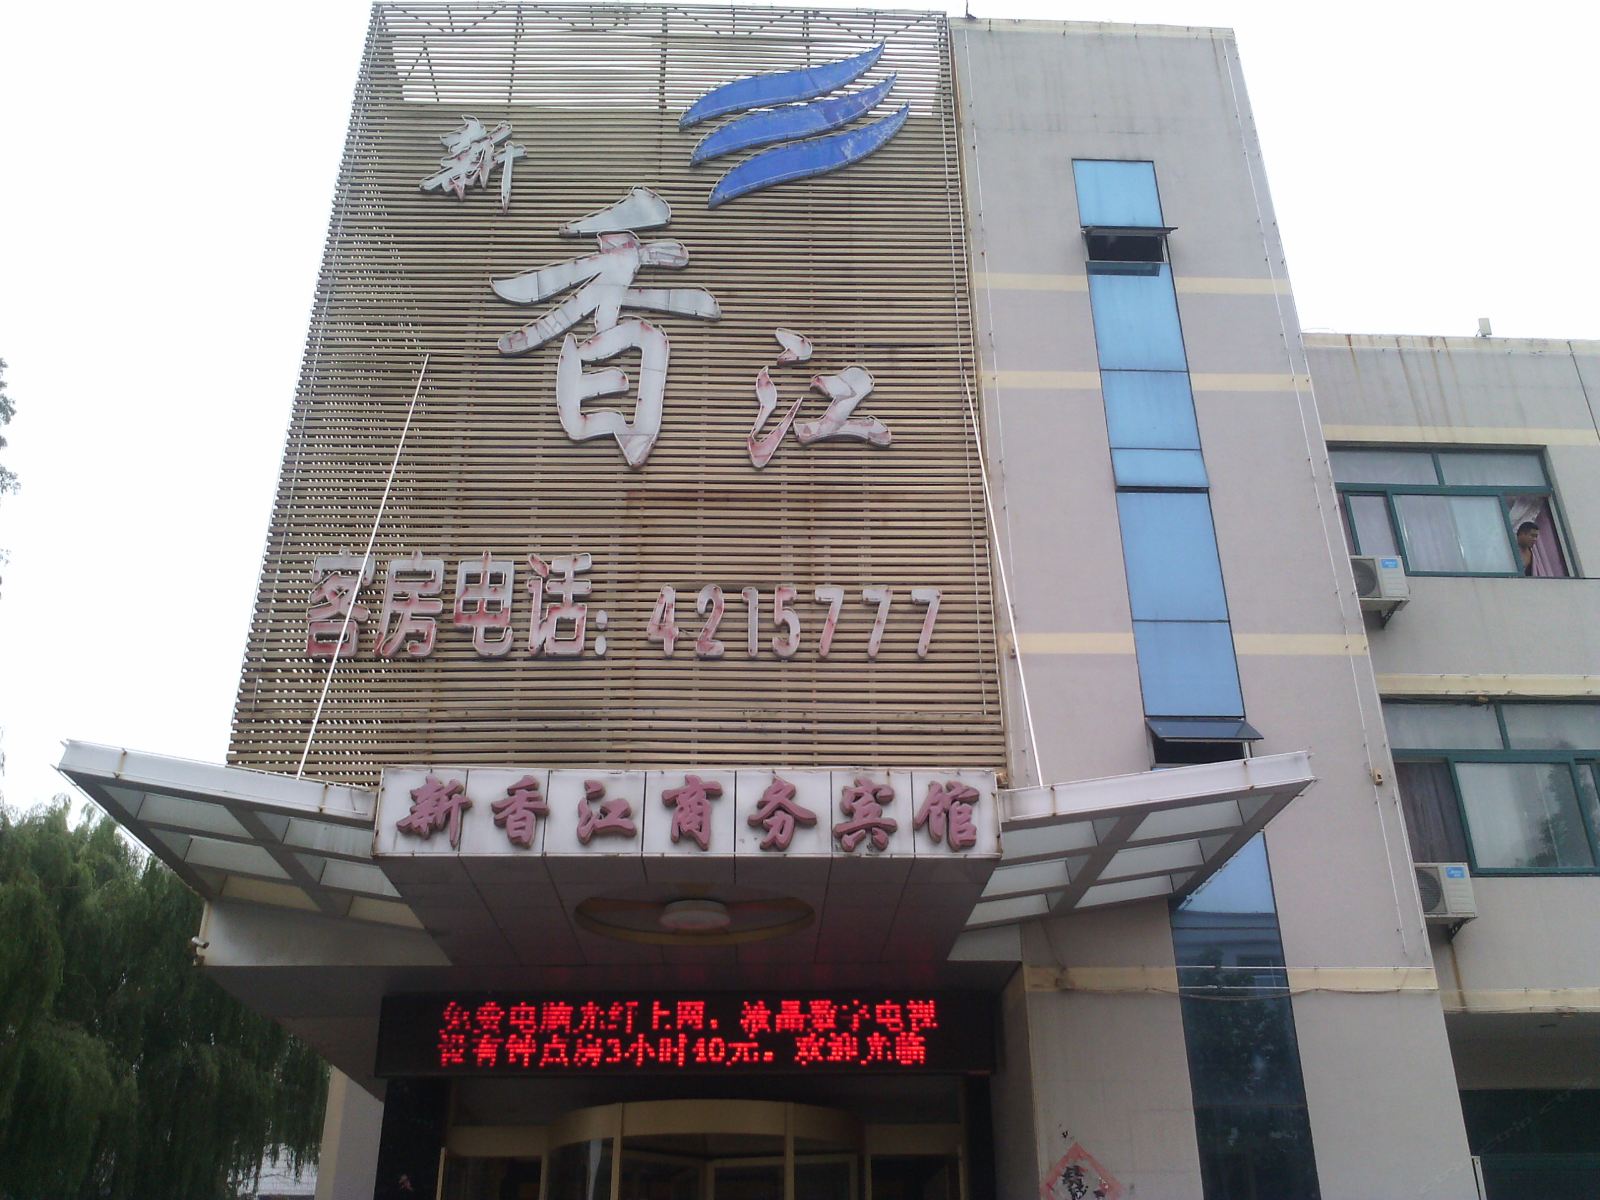 新香江
客房电话:4215777
新香江商务宾馆
免费电脑光纤上网,液晶数字电视
设有钟点房3小时40元。欢迎光临